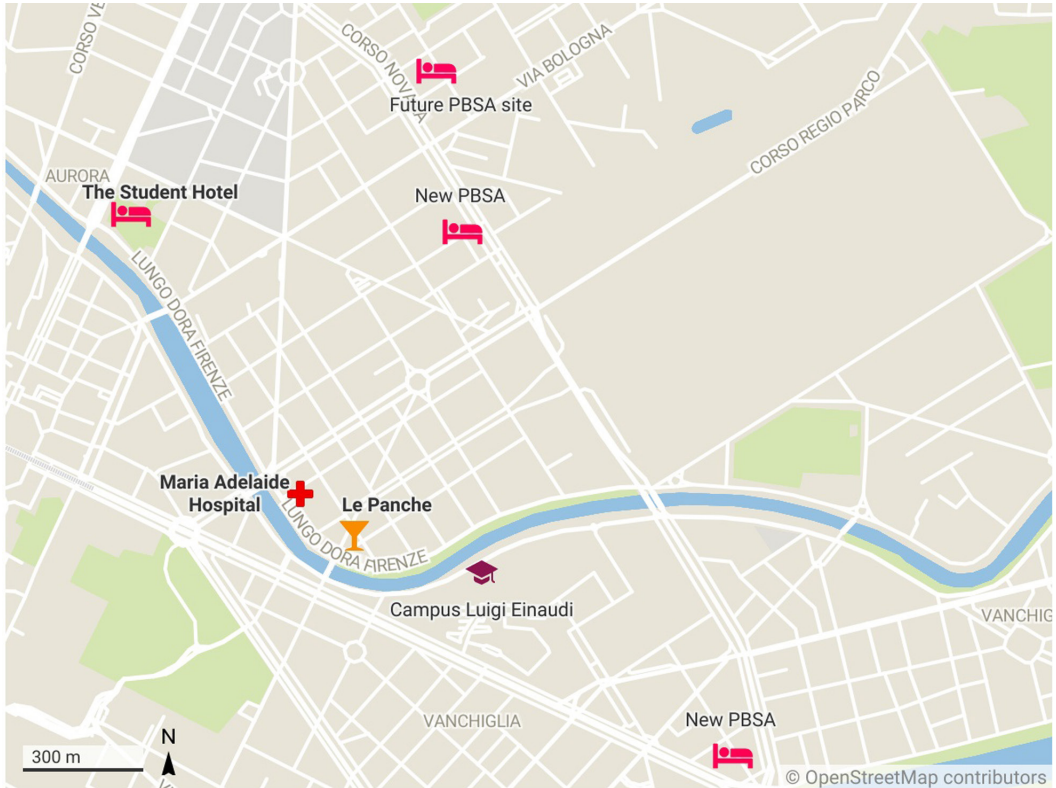 CORSO VE
CORSO NOVARA
VIA BOLOGNA
Future PBSA site
CORSO REGIO PARCO
AURORA
The Student Hotel
New PBSA
LUNGO DORA FIRENZE
Maria Adelaide
Hospital
Le Panche
LUNGO DORA FIRENZE
Campus Luigi Einaudi
VANCHIG
VANCHIGLIA
New PBSA
N
300 m
© OpenStreetMap contributors